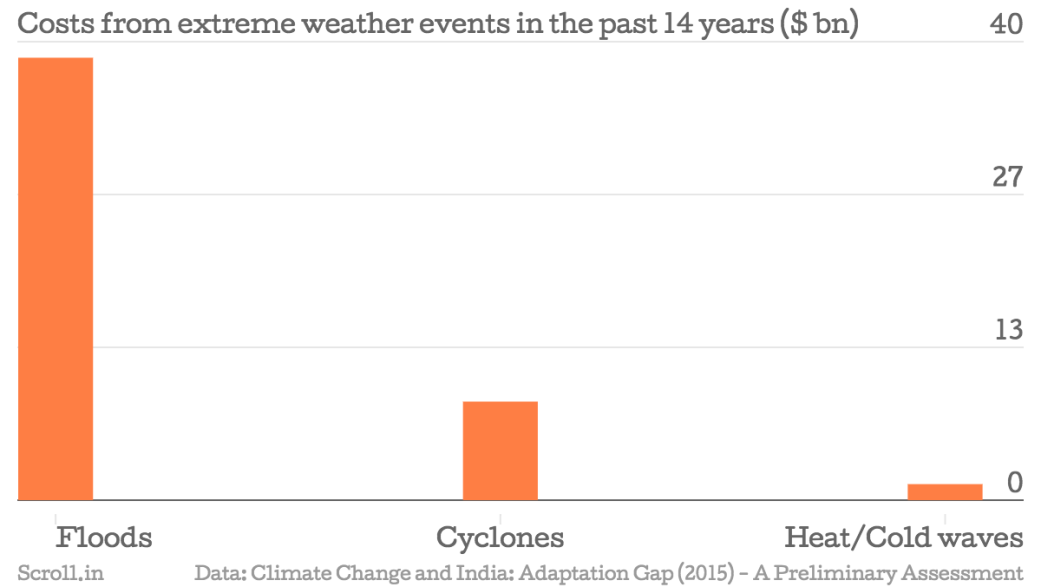 Costs from extreme weather events in the past 14 years ($ bn)
40
27
13
0
Floods
Cyclones
Heat/Cold waves
Scroll.in
Data: Climate Change and India: Adaptation Gap (2015) - A Preliminary Assessment